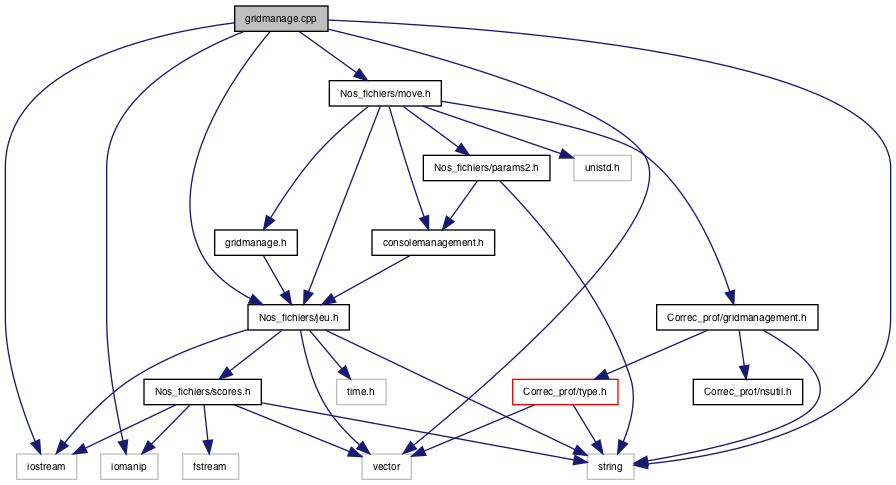 gridmanage.cpp
Nos_fichiers/move.h
Nos_fichiers/params2.h
unistd.h
gridmanage.h
consolemanagement.h
Nos_fichiers/jeu.h
Correc_prof/gridmanagement.h
Nos_fichiers/scores.h
time.h
Correc_prof/type.h
Correc_prof/nsutil.h
iostream
iomanip
fstream
vector
string